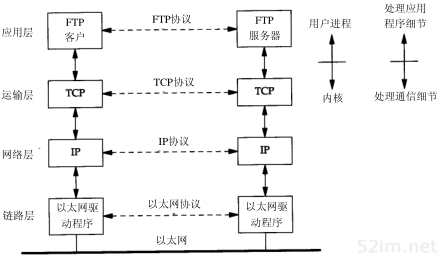 应用层
FTP
客户
FTP协议
FTP
服务器
用户进程
内核
处理应用
程序细节
处理通信细节
运输层
TCP
TCP协议
TCP
网络层
IP
IP协议
IP
链路层
以太网驱
动程序
以太网协议
以太网驱
动程序
以太网
52im.net